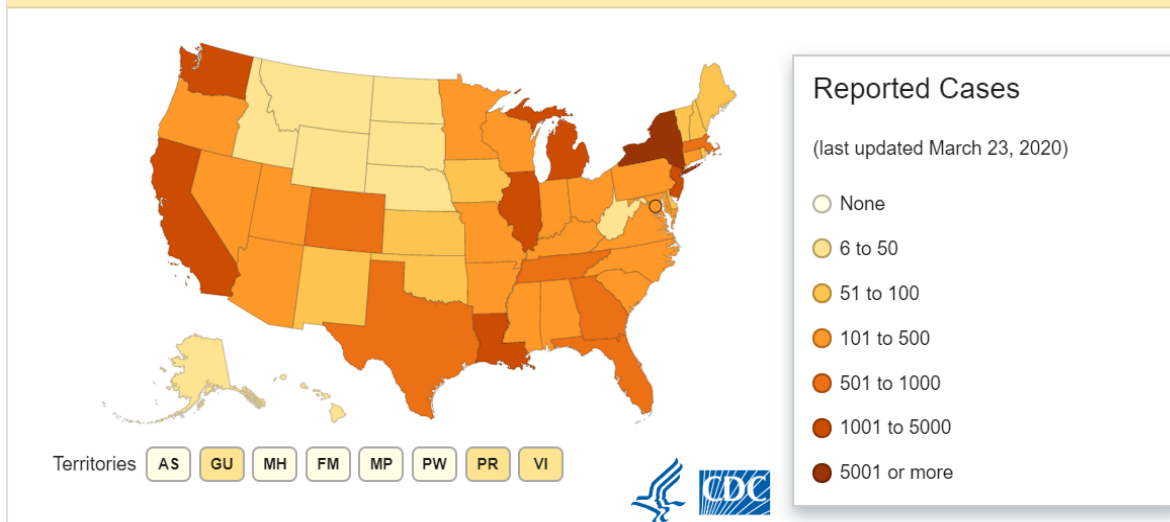 Reported Cases
(last updated March 23, 2020)
None
6 to 50
51 to 100
101 to 500
501 to 1000
1001 to 5000
5001 or more
Territories AS GU MH FM MP PW PR VI
CDC